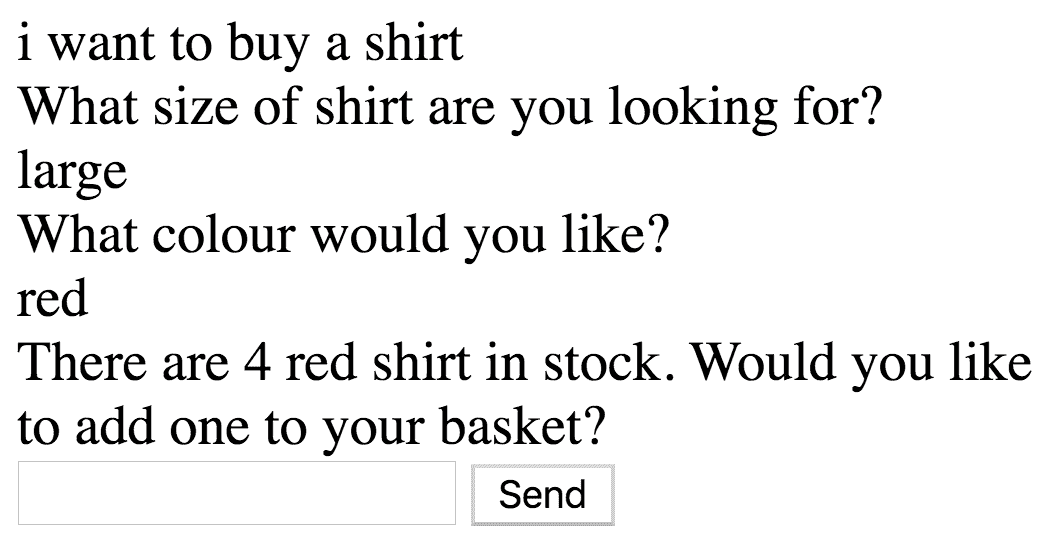 i want to buy a shirt
What size of shirt are you looking for?
large
What colour would you like?
red
There are 4 red shirt in stock. Would you like
to add one to your basket?
Send